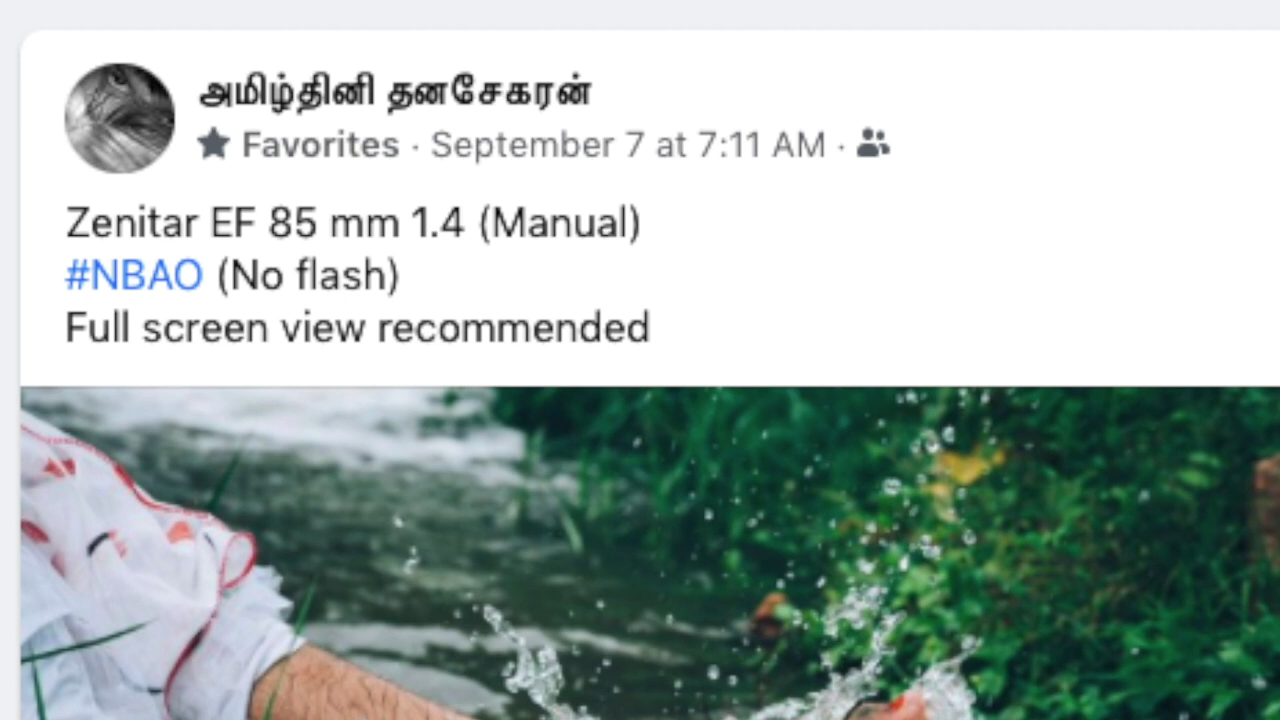 அமிழ்தினி தனசேகரன்
Favorites · September 7 at 7:11 AM ·
Zenitar EF 85 mm 1.4 (Manual)
#NBAO (No flash)
Full screen view recommended